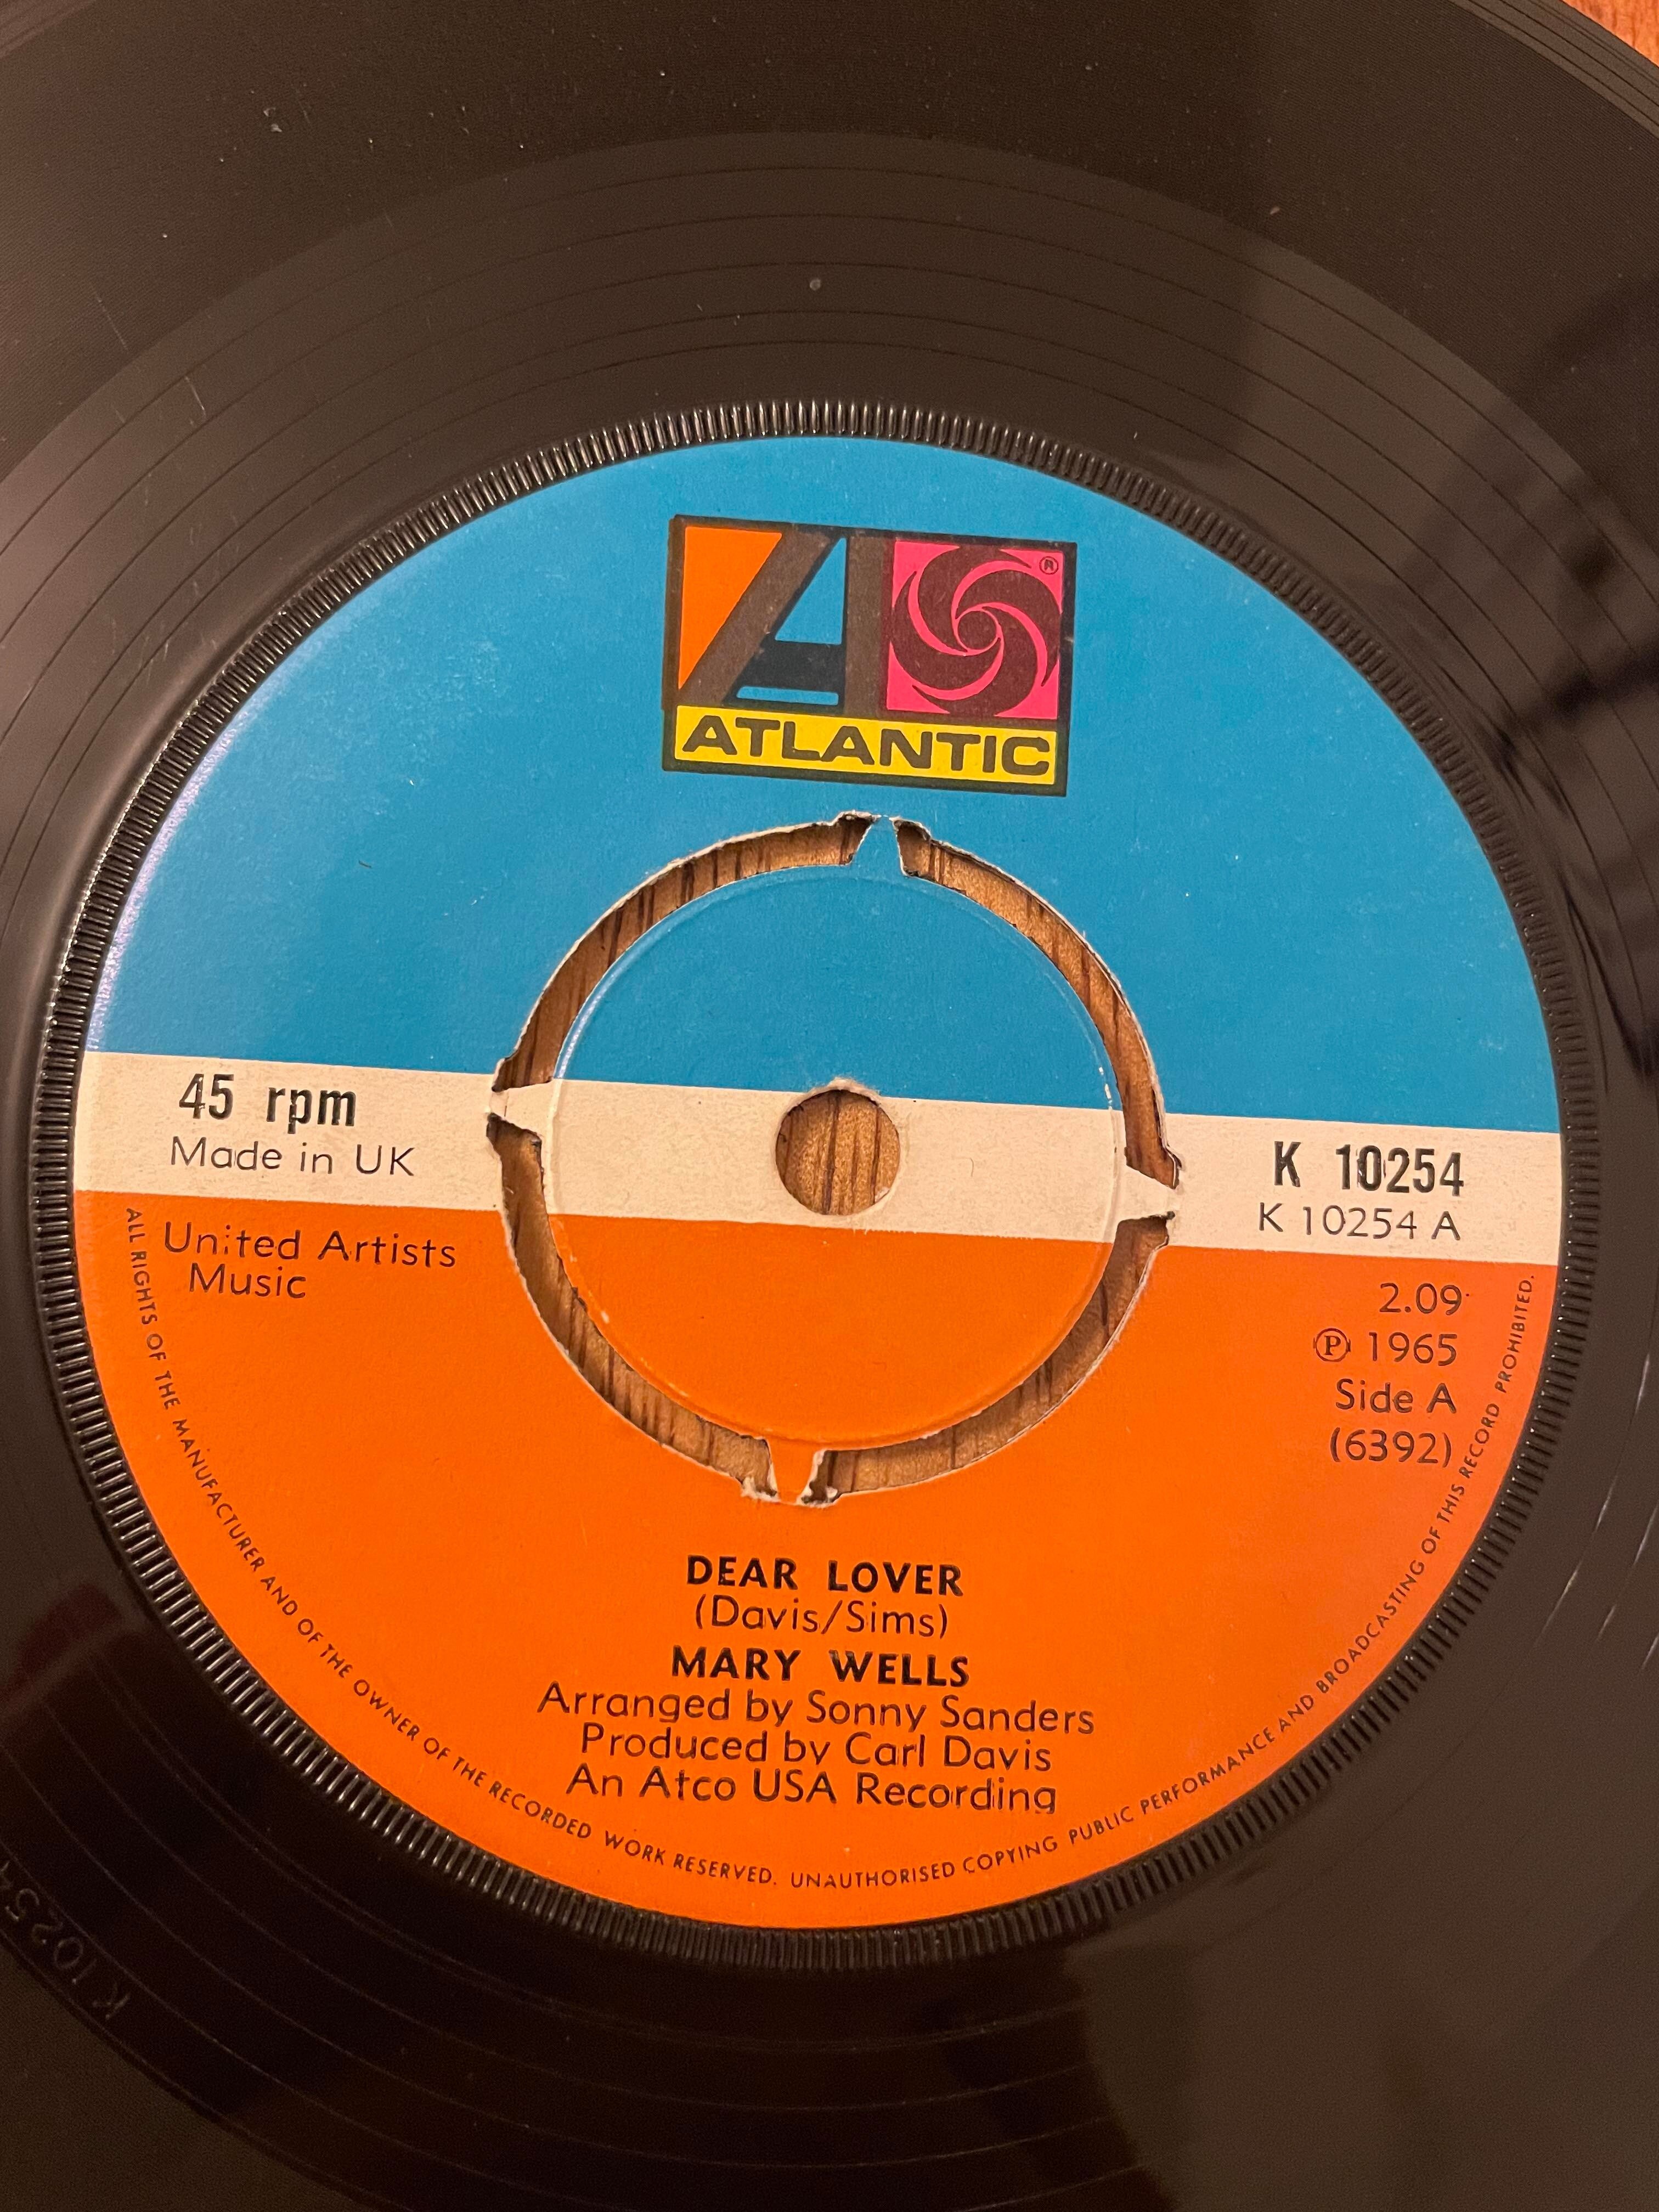 ®
ATLANTIC
45 rpm
Made in UK
K 10254
K 10254 A
United Artists
Music
2.09
℗ 1965
Side A
(6392)
DEAR LOVER
(Davis/Sims)
MARY WELLS
Arranged by Sonny Sanders
Produced by Carl Davis
An Atco USA Recording
ALL RIGHTS OF THE MANUFACTURER AND OF THE OWNER OF THE RECORDED WORK RESERVED. UNAUTHORISED COPYING PUBLIC PERFORMANCE AND BROADCASTING OF THIS RECORD PROHIBITED.
K 10254